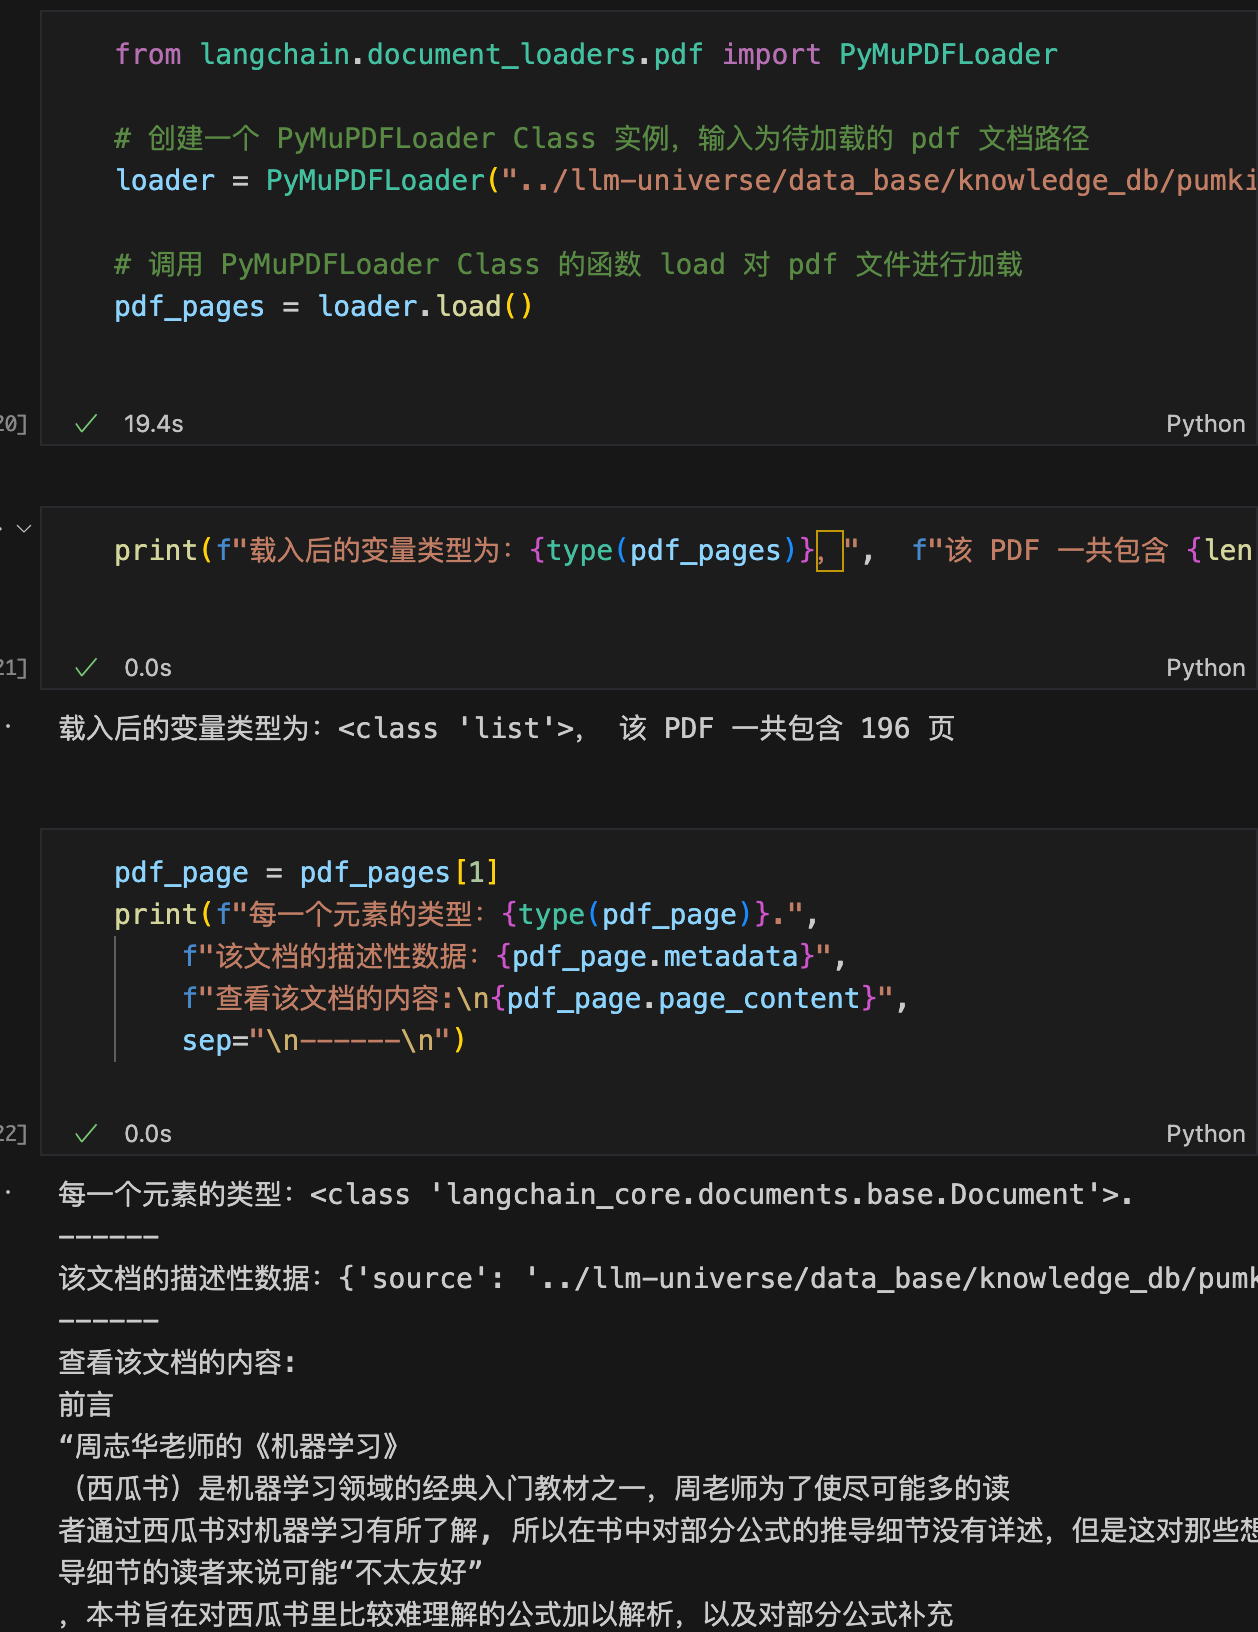 from langchain.document_loaders.pdf import PyMuPDFLoader
# 创建一个 PyMuPDFLoader Class 实例，输入为待加载的 pdf 文档路径
loader = PyMuPDFLoader("../llm-universe/data_base/knowledge_db/pumki
# 调用 PyMuPDFLoader Class 的函数 load 对 pdf 文件进行加载
pdf_pages = loader.load()
20]
19.4s
Python
print(f"载入后的变量类型为：{type(pdf_pages)}，",  f"该 PDF 一共包含 {len
21]
0.0s
Python
载入后的变量类型为：<class 'list'>， 该 PDF 一共包含 196 页
pdf_page = pdf_pages[1]
print(f"每一个元素的类型：{type(pdf_page)}.",
    f"该文档的描述性数据：{pdf_page.metadata}",
    f"查看该文档的内容:\n{pdf_page.page_content}",
    sep="\n------\n")
22]
0.0s
Python
每一个元素的类型：<class 'langchain_core.documents.base.Document'>.
------
该文档的描述性数据：{'source': '../llm-universe/data_base/knowledge_db/pumk
------
查看该文档的内容:
前言
“周志华老师的《机器学习》
（西瓜书）是机器学习领域的经典入门教材之一，周老师为了使尽可能多的读
者通过西瓜书对机器学习有所了解, 所以在书中对部分公式的推导细节没有详述，但是这对那些想
导细节的读者来说可能“不太友好”
，本书旨在对西瓜书里比较难理解的公式加以解析，以及对部分公式补充